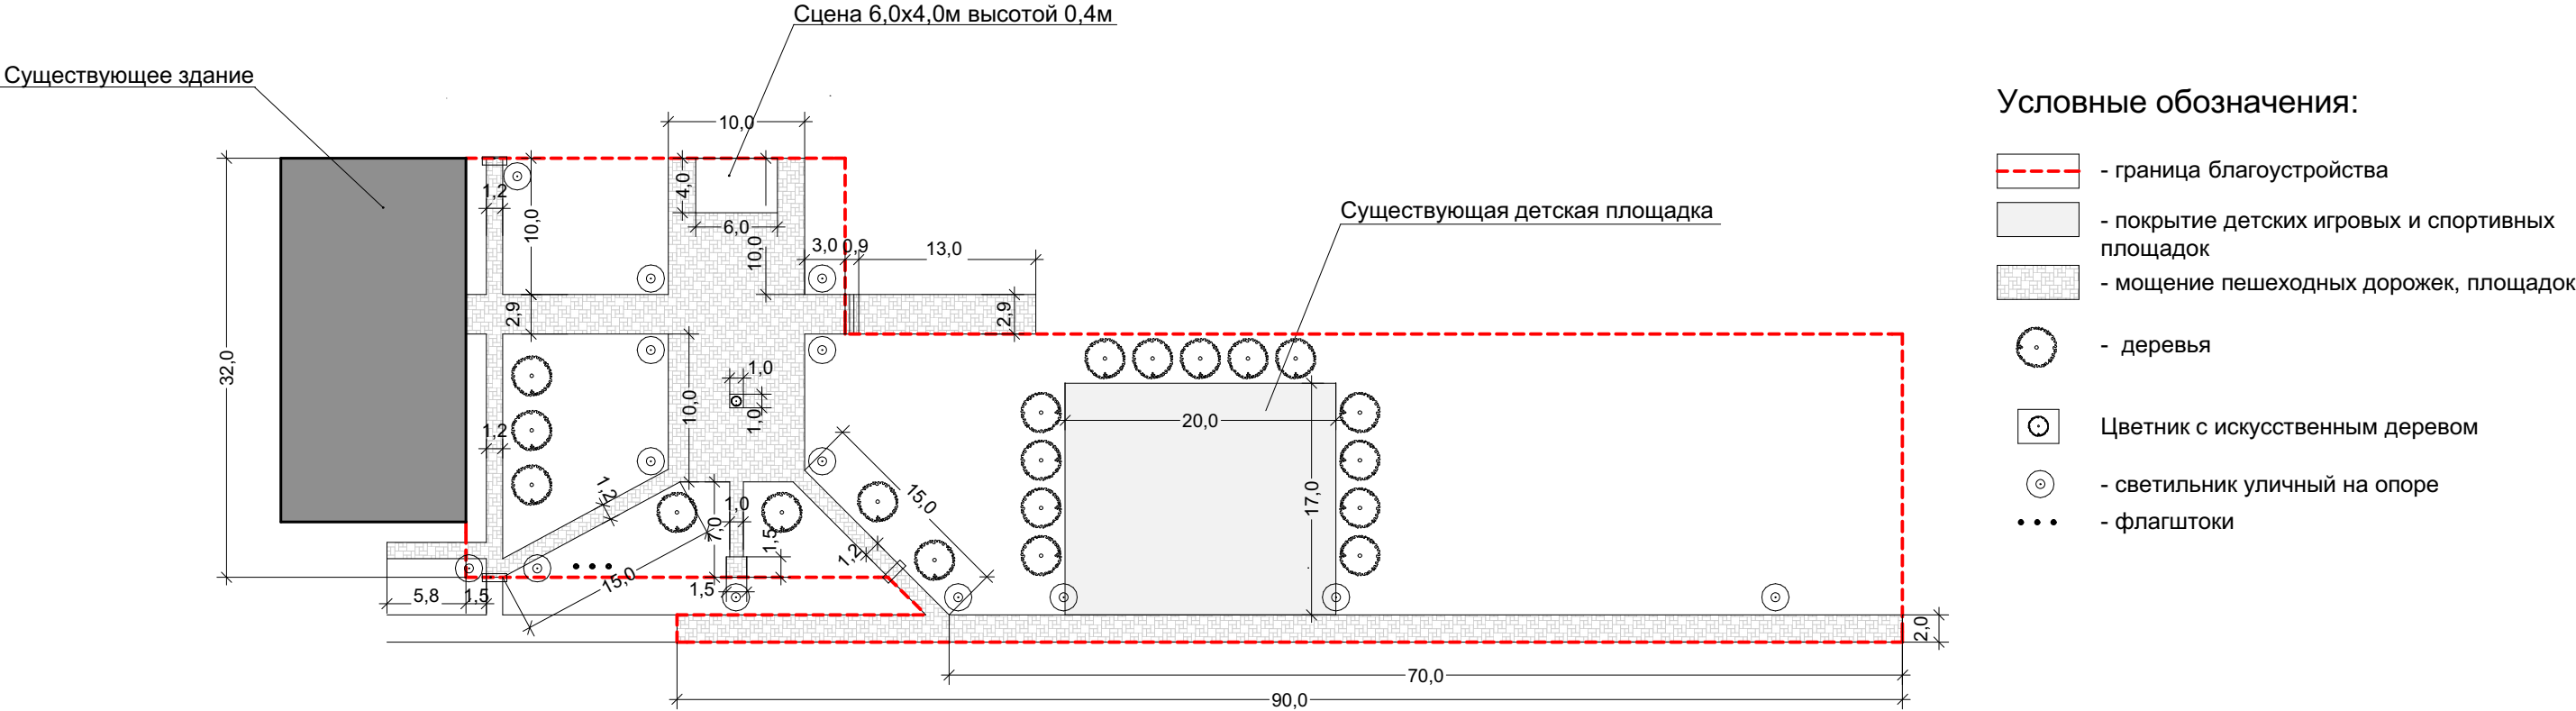 Сцена 6,0х4,0м высотой 0,4м
Существующее здание
Условные обозначения:
10,0
- граница благоустройства
4,0
1,2
10,0
6,0
10,0
Существующая детская площадка
- покрытие детских игровых и спортивных
площадок
3,0
0,9
13,0
- мощение пешеходных дорожек, площадок
2,9
2,9
32,0
- деревья
1,0
10,0
1,0
20,0
1,2
Цветник с искусственным деревом
1,2
15,0
17,0
- светильник уличный на опоре
1,0
7,0
1,5
1,2
- флагштоки
15,0
5,8
1,5
1,5
2,0
70,0
90,0